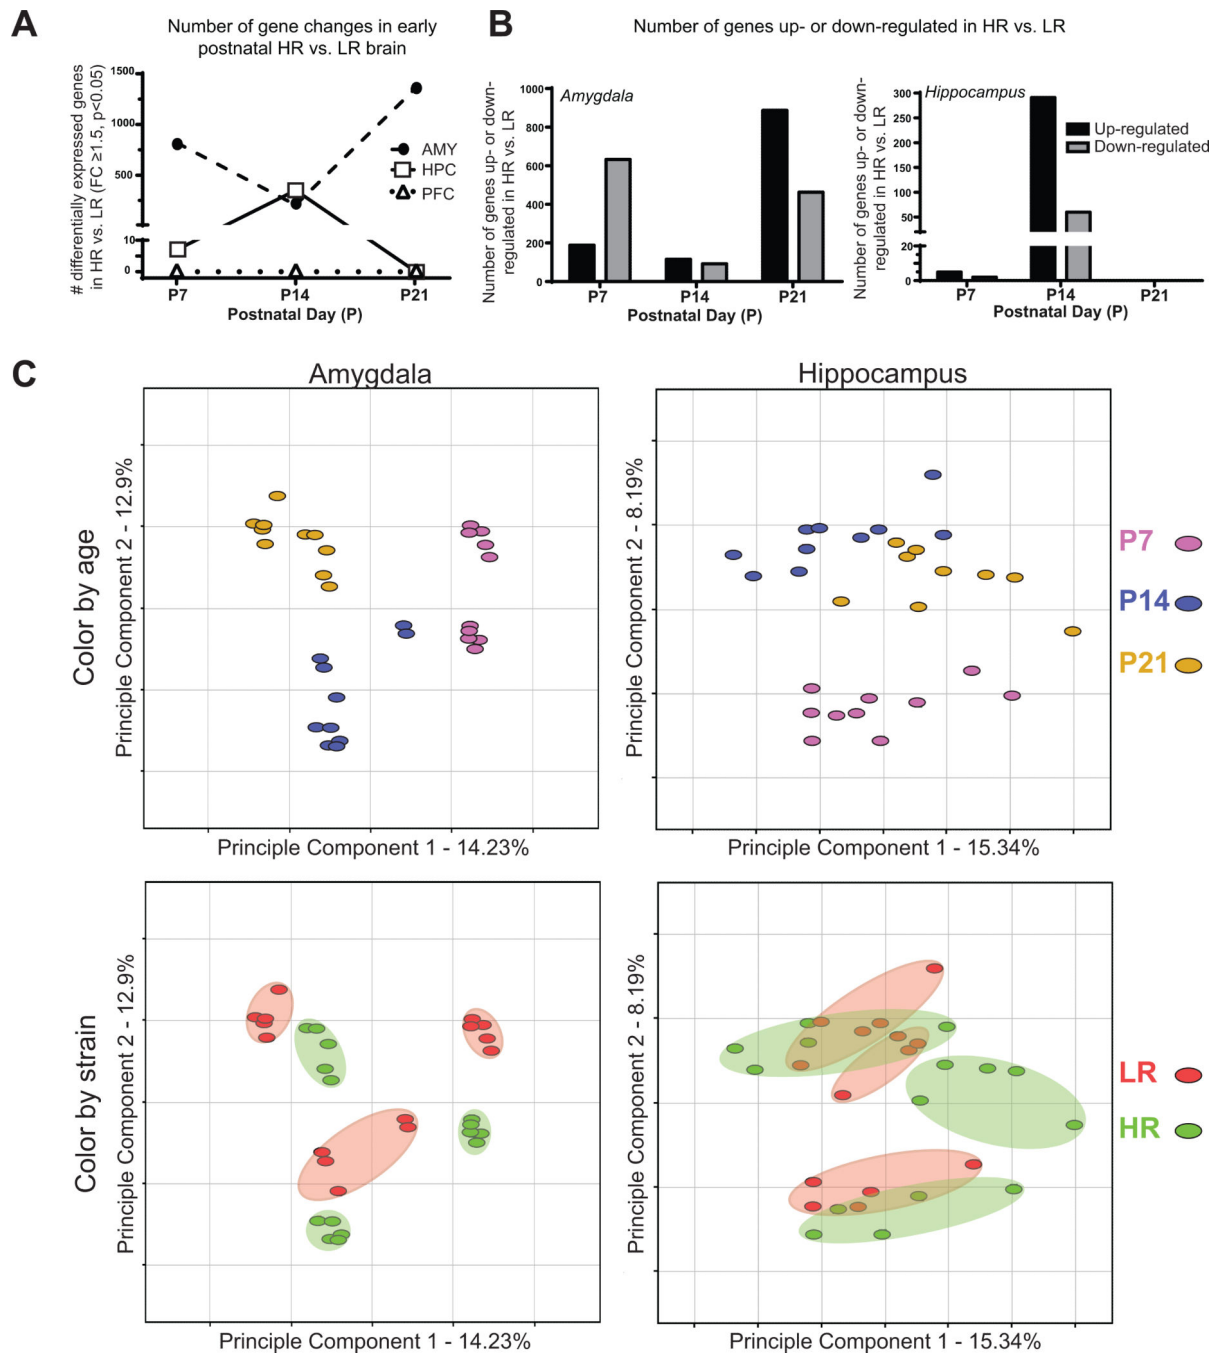 A
Number of gene changes in early
postnatal HR vs. LR brain
# differentially expressed genes
in HR vs. LR (FC ≥1.5, p<0.05)
1500
1000
500
10
0
AMY
HPC
PFC
P7
P14
P21
Postnatal Day (P)
B
Number of genes up- or down-regulated in HR vs. LR
Number of genes up- or down-
regulated in HR vs. LR
Amygdala
1000
800
600
400
200
0
P7
P14
P21
Postnatal Day (P)
Number of genes up- or down-
regulated in HR vs. LR
Hippocampus
300
250
200
150
100
50
20
0
Up-regulated
Down-regulated
P7
P14
P21
Postnatal Day (P)
C
Amygdala
Hippocampus
Color by age
Principle Component 2 - 12.9%
Principle Component 1 - 14.23%
Principle Component 2 - 8.19%
Principle Component 1 - 15.34%
P7
P14
P21
Color by strain
Principle Component 2 - 12.9%
Principle Component 1 - 14.23%
Principle Component 2 - 8.19%
Principle Component 1 - 15.34%
LR
HR